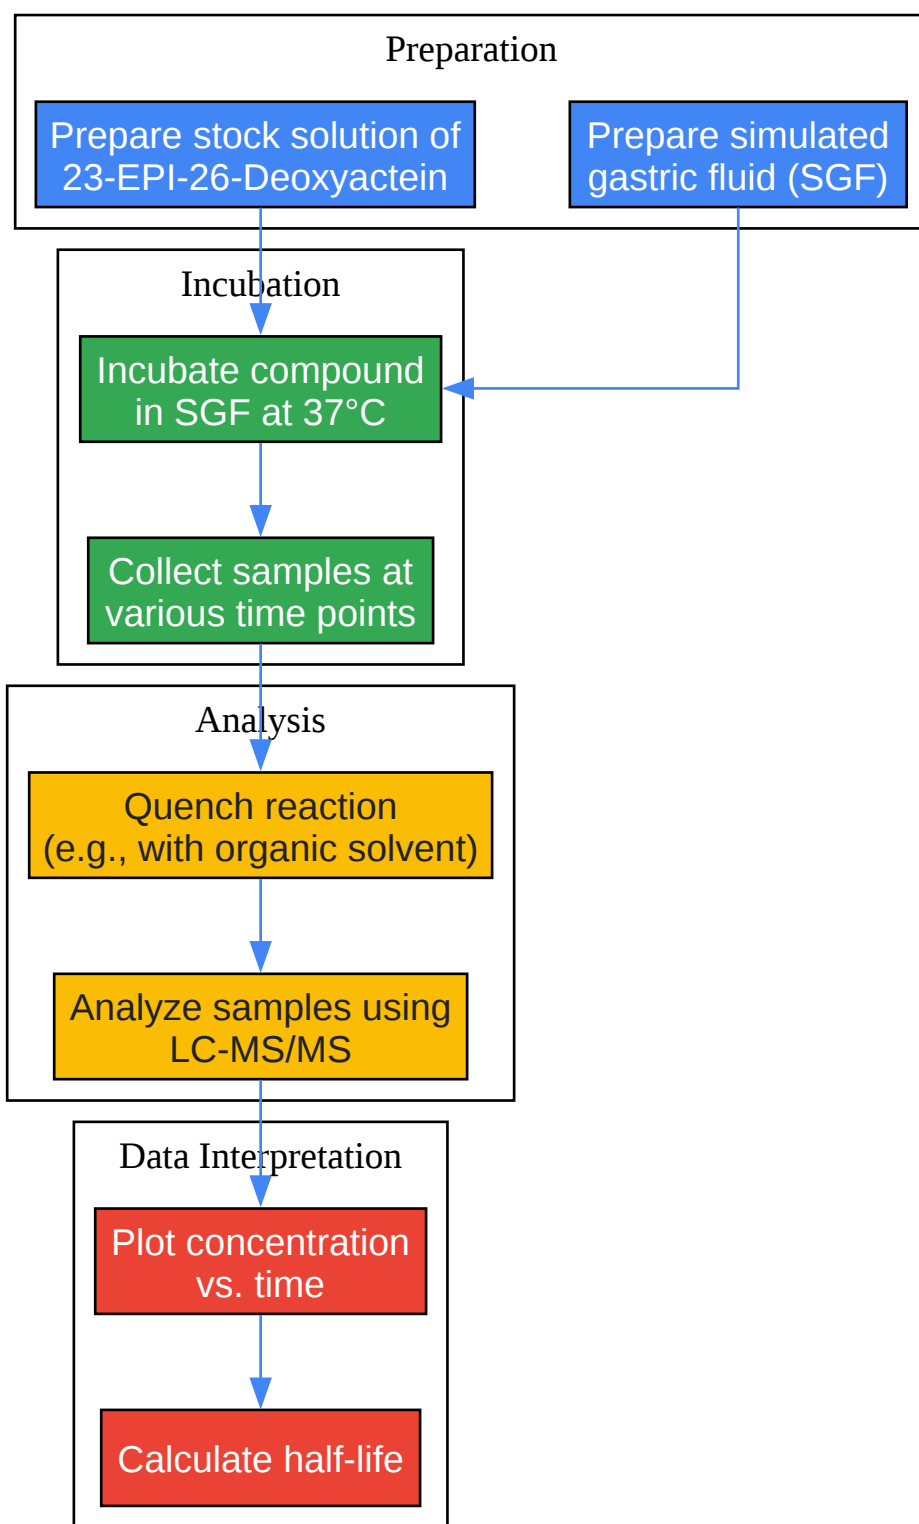 Preparation
Prepare stock solution of
23-EPI-26-Deoxyactein
Prepare simulated
gastric fluid (SGF)
Incubation
Incubate compound
in SGF at 37°C
Collect samples at
various time points
Analysis
Quench reaction
(e.g., with organic solvent)
Analyze samples using
LC-MS/MS
Data Interpretation
Plot concentration
vs. time
Calculate half-life